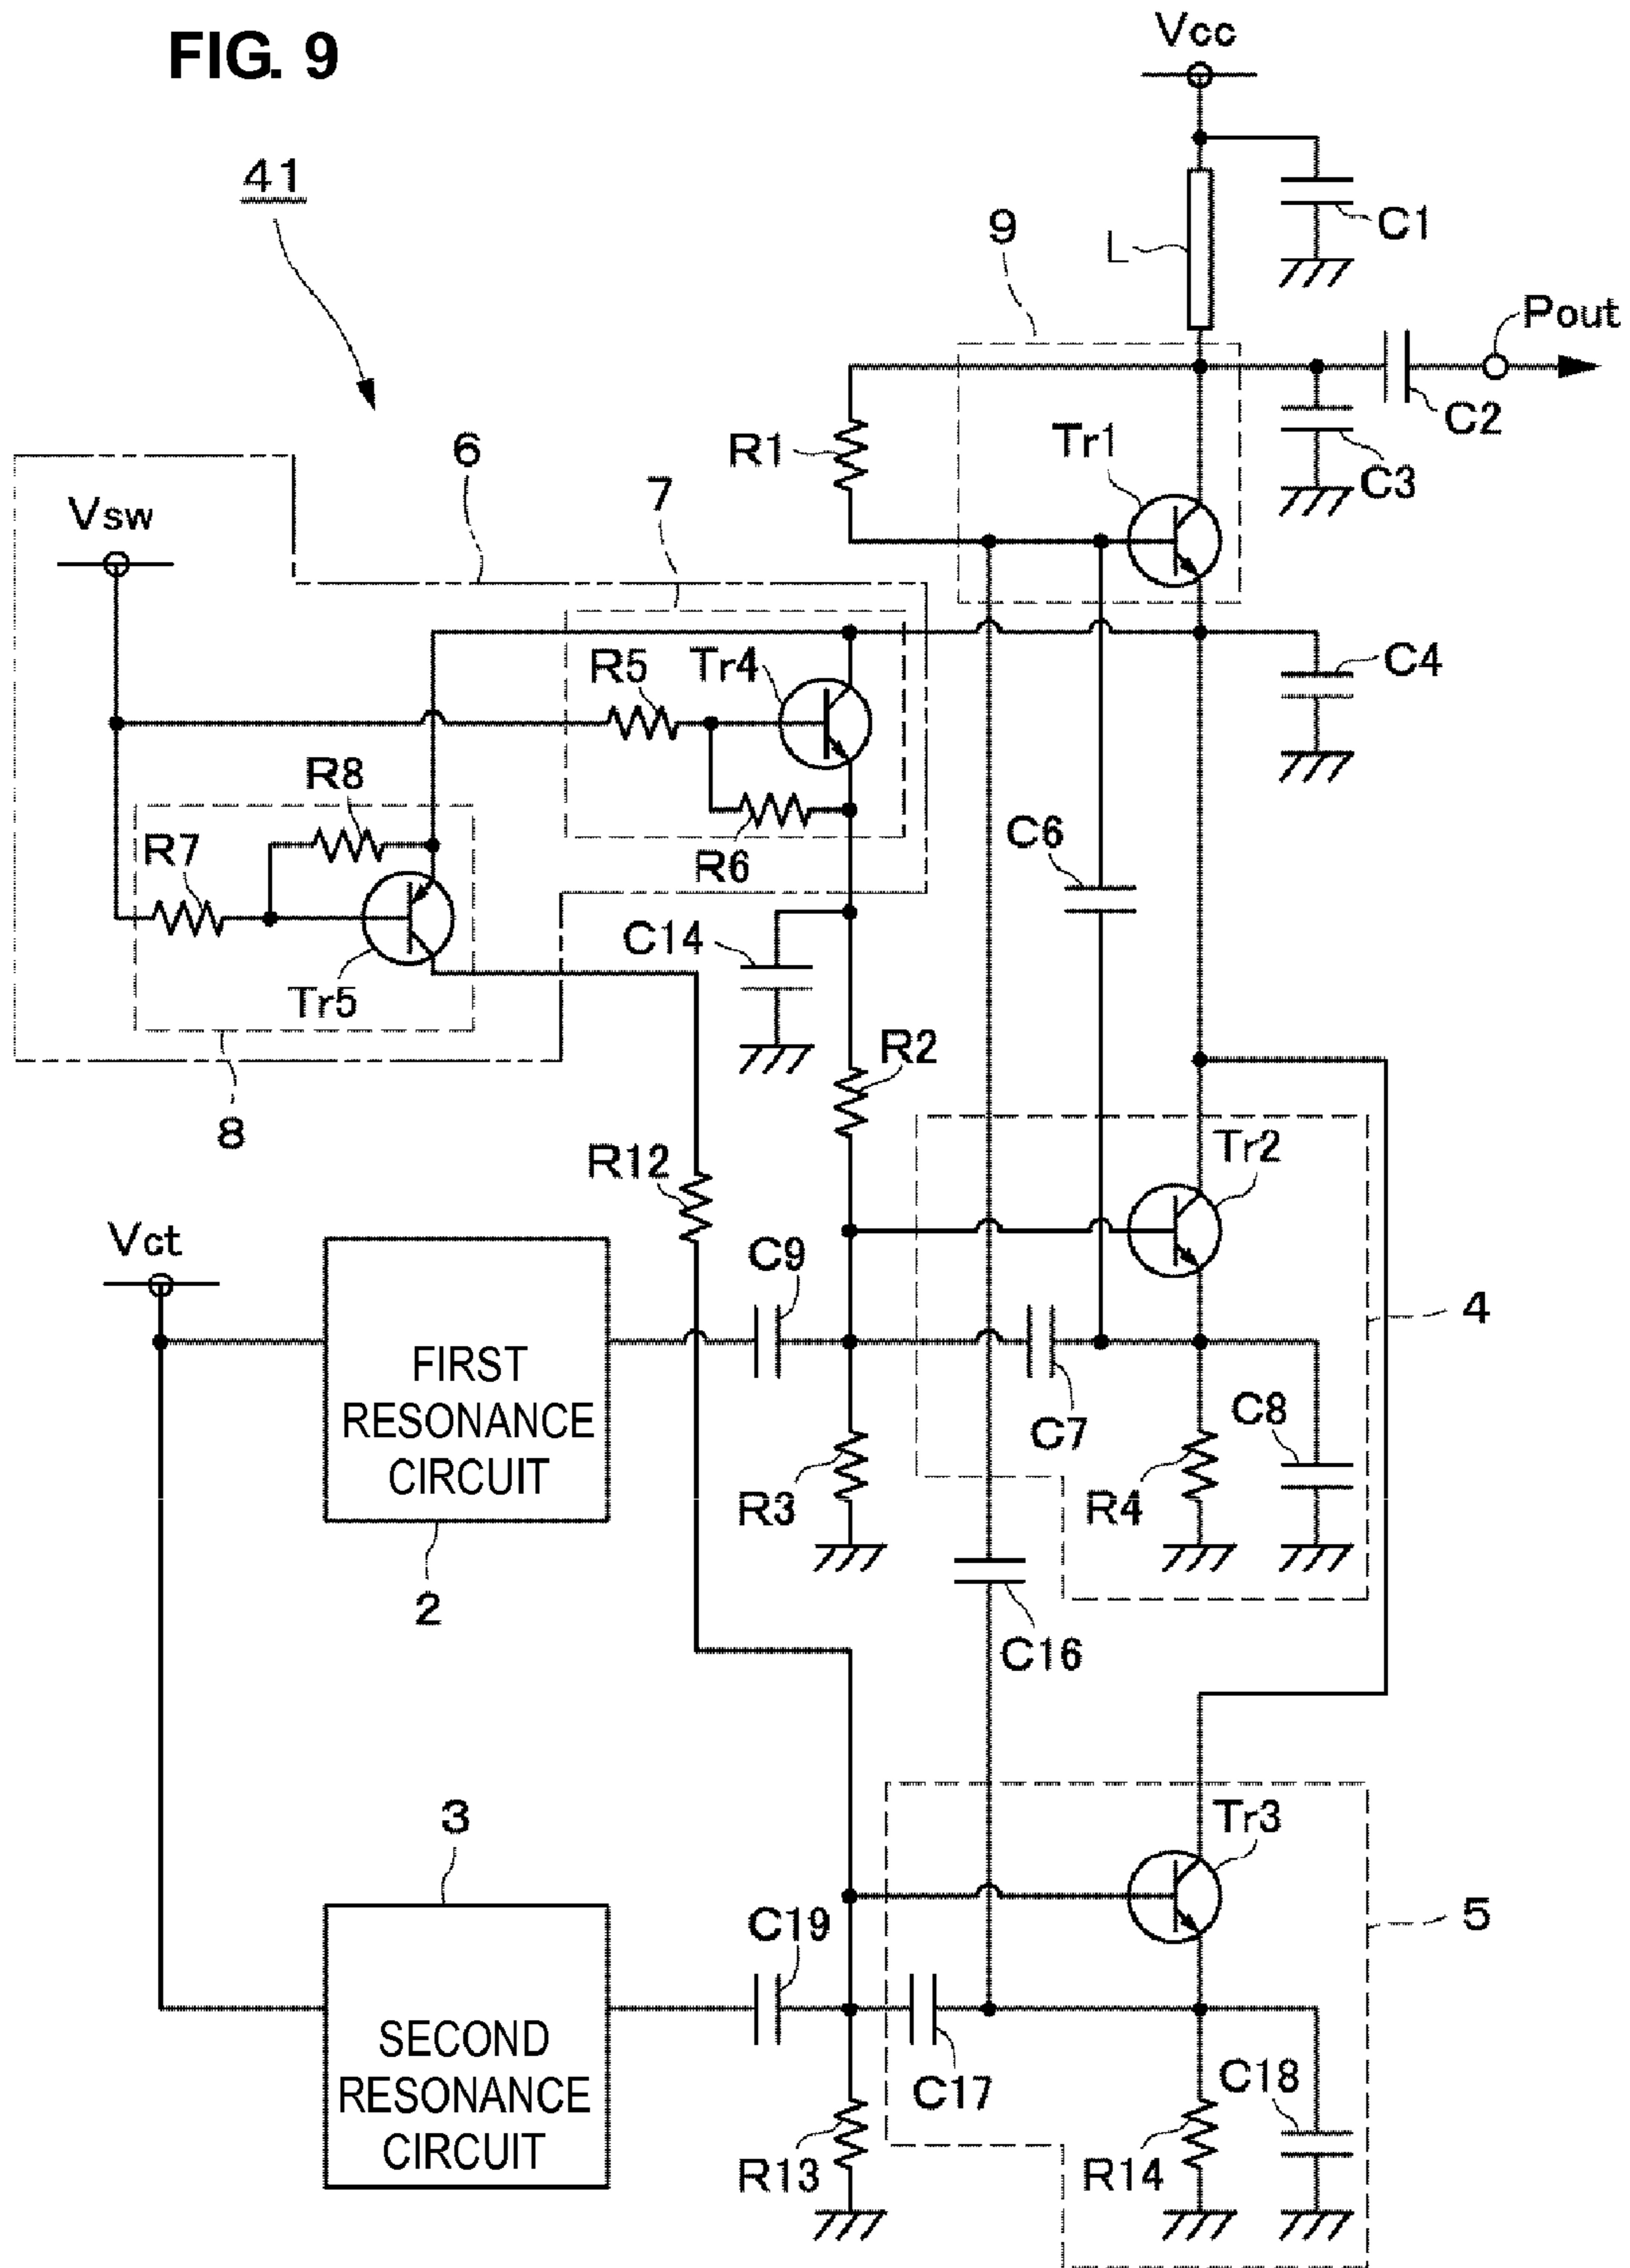 FIG. 9
Vcc
41
C1
9
L
Pout
C2
6
R1
Tr1
C3
Vsw
7
R5
Tr4
C4
R8
R7
R6
C6
C14
Tr5
R2
8
R12
Tr2
Vct
C9
4
FIRST
RESONANCE
CIRCUIT
C7
C8
R3
R4
2
C16
3
Tr3
C19
5
SECOND
RESONANCE
CIRCUIT
C17
C18
R13
R14